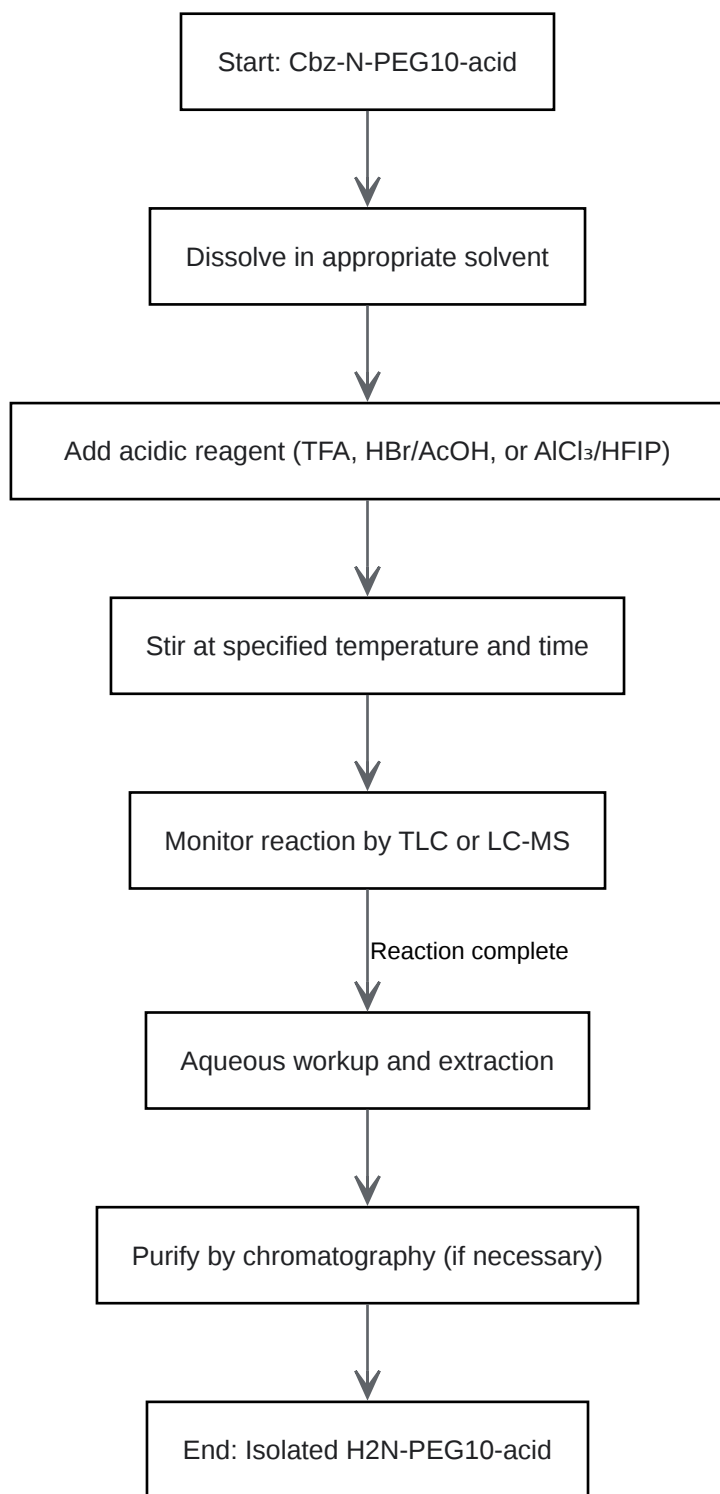 Start: Cbz-N-PEG10-acid
Dissolve in appropriate solvent
Add acidic reagent (TFA, HBr/AcOH, or AlCl₃/HFIP)
Stir at specified temperature and time
Monitor reaction by TLC or LC-MS
Reaction complete
Aqueous workup and extraction
Purify by chromatography (if necessary)
End: Isolated H2N-PEG10-acid